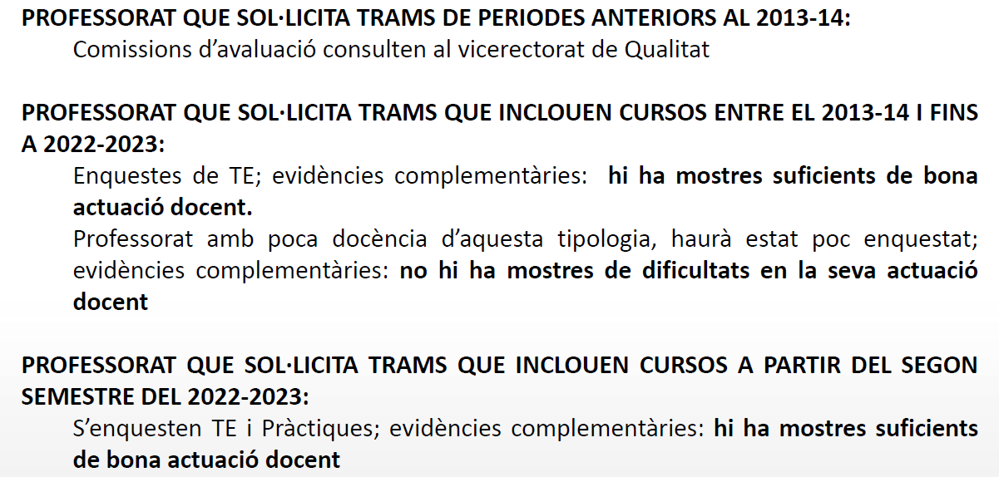 PROFESSORAT QUE SOL·LICITA TRAMS DE PERIODES ANTERIORS AL 2013-14:
Comissions d’avaluació consulten al vicerectorat de Qualitat
PROFESSORAT QUE SOL·LICITA TRAMS QUE INCLOUEN CURSOS ENTRE EL 2013-14 I FINS
A 2022-2023:
Enquestes de TE; evidències complementàries: hi ha mostres suficients de bona
actuació docent.
Professorat amb poca docència d’aquesta tipologia, haurà estat poc enquestat;
evidències complementàries: no hi ha mostres de dificultats en la seva actuació
docent
PROFESSORAT QUE SOL·LICITA TRAMS QUE INCLOUEN CURSOS A PARTIR DEL SEGON
SEMESTRE DEL 2022-2023:
S’enquesten TE i Pràctiques; evidències complementàries: hi ha mostres suficients
de bona actuació docent